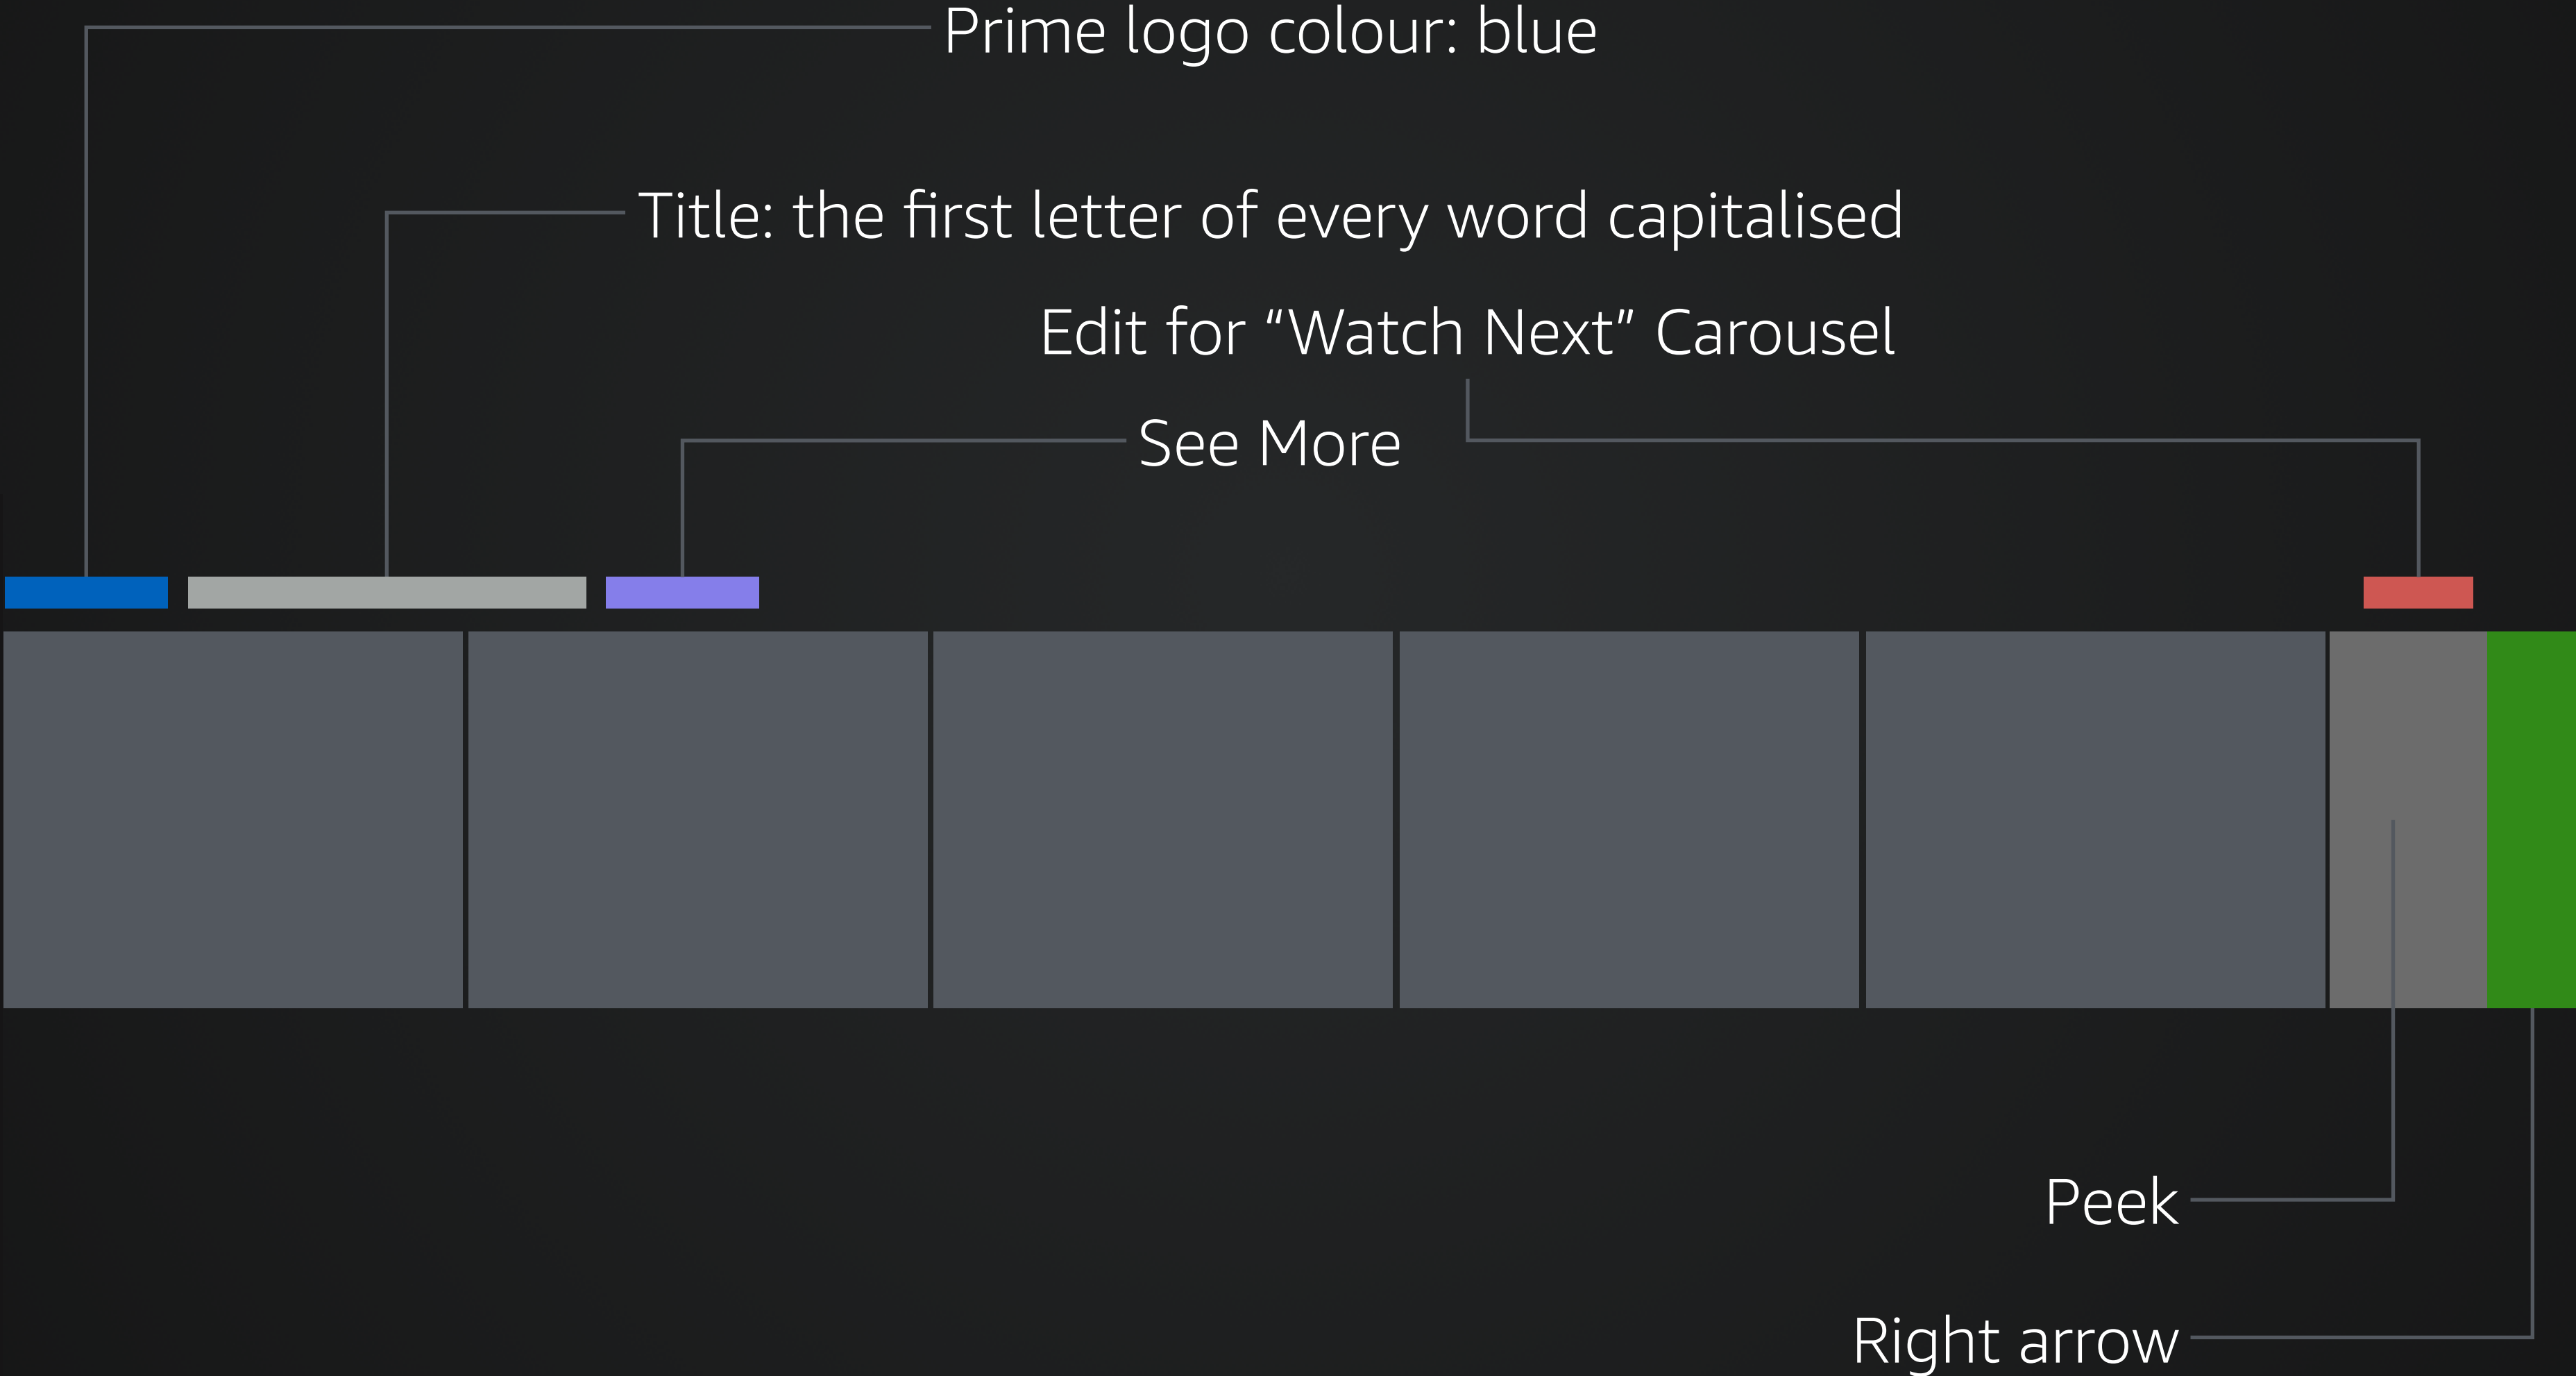 Prime logo colour: blue
Title: the first letter of every word capitalised
Edit for “Watch Next” Carousel
See More
Peek
Right arrow